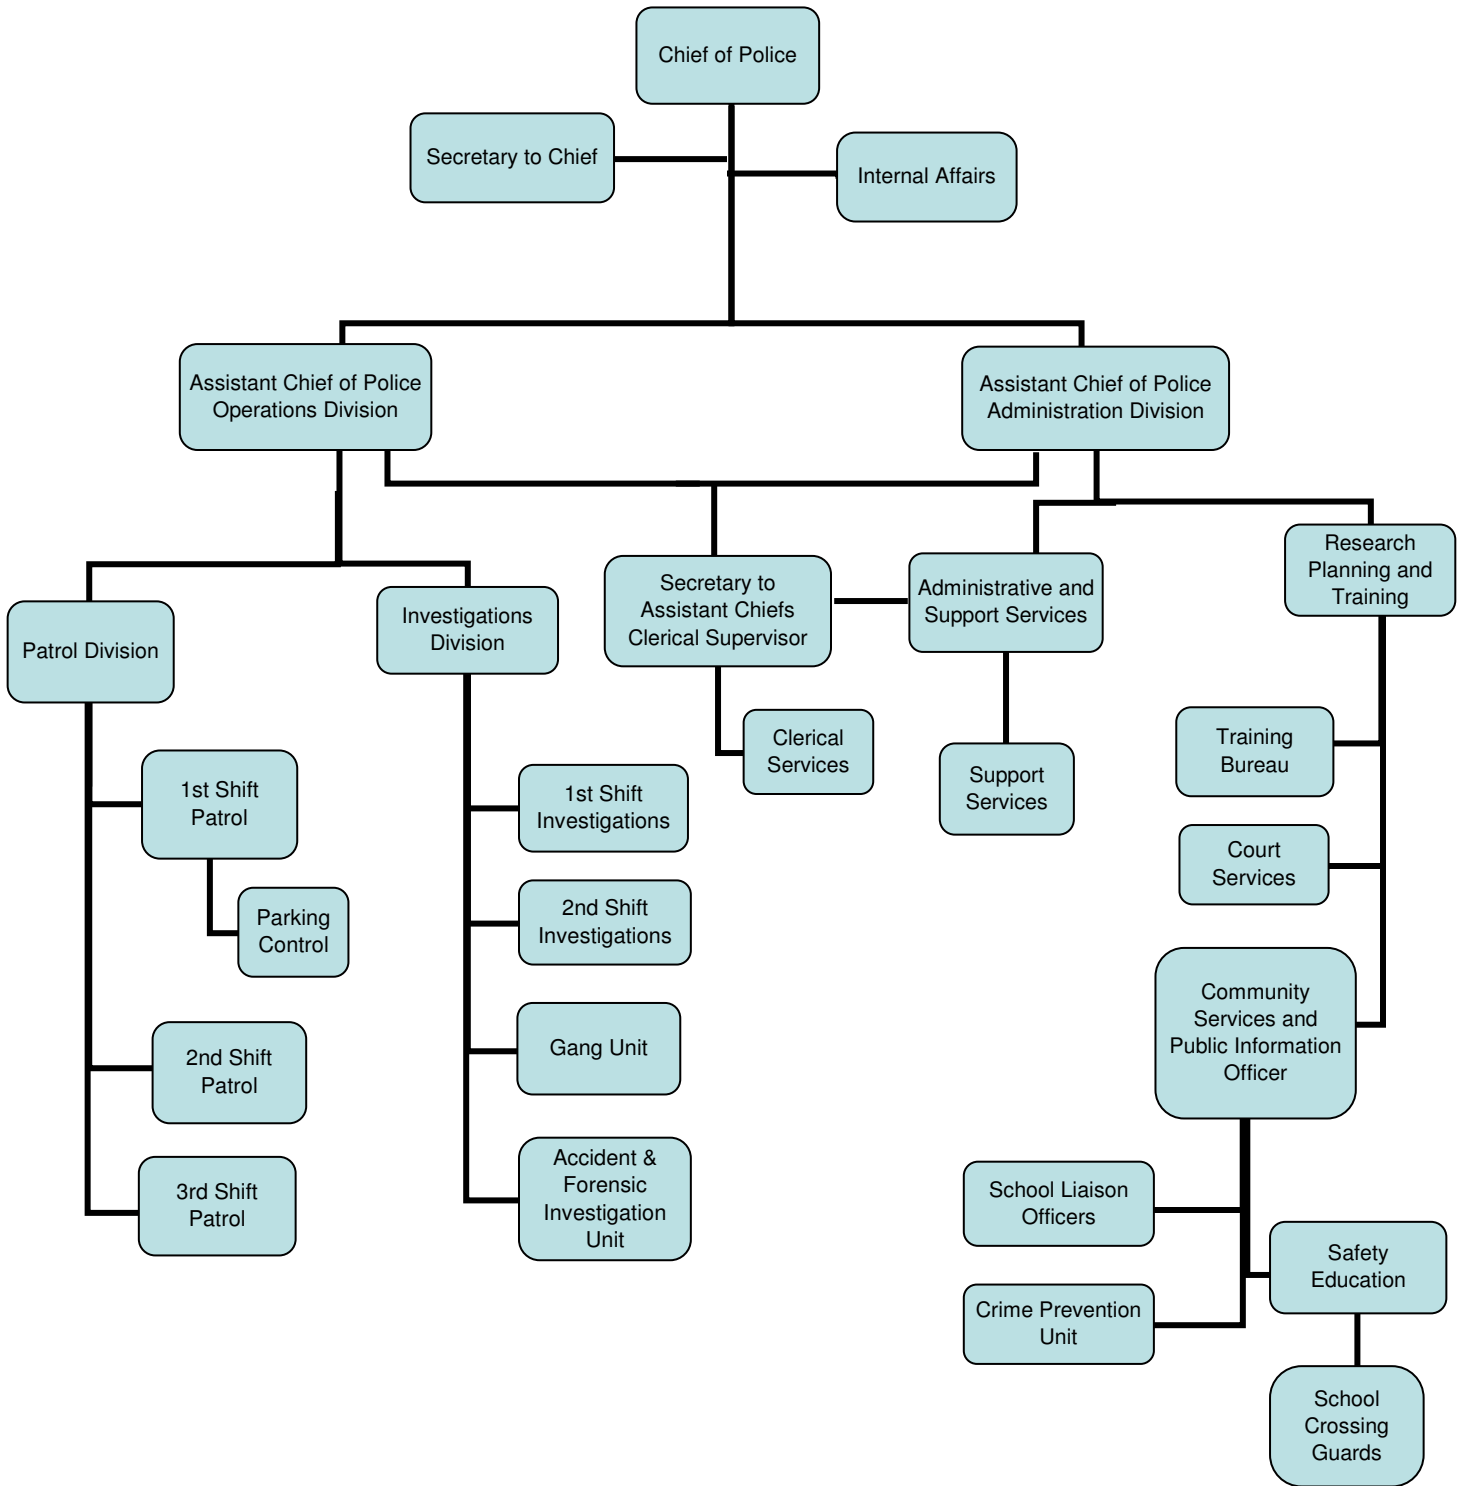 Chief of Police
Secretary to Chief
Internal Affairs
Assistant Chief of Police
Operations Division
Assistant Chief of Police
Administration Division
Patrol Division
Investigations
Division
Secretary to
Assistant Chiefs
Clerical Supervisor
Administrative and
Support Services
Research
Planning and
Training
1st Shift
Patrol
Parking
Control
2nd Shift
Patrol
3rd Shift
Patrol
1st Shift
Investigations
2nd Shift
Investigations
Gang Unit
Accident &
Forensic
Investigation
Unit
Clerical
Services
Support
Services
Training
Bureau
Court
Services
Community
Services and
Public Information
Officer
School Liaison
Officers
Crime Prevention
Unit
Safety
Education
School
Crossing
Guards